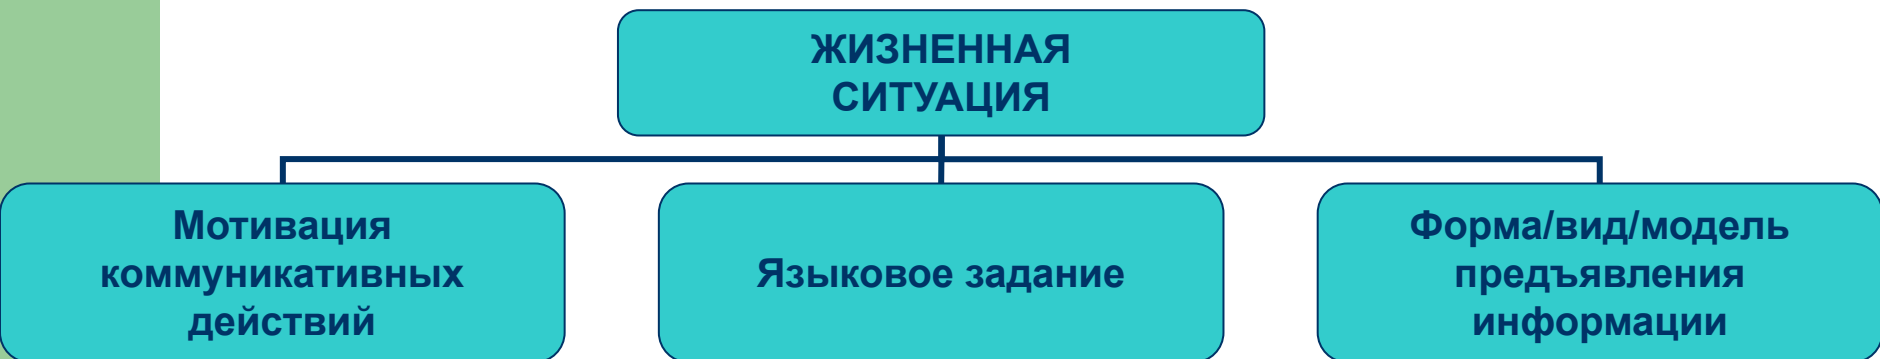 ЖИЗНЕННАЯ
СИТУАЦИЯ
Мотивация
коммуникативных
действий
Языковое задание
Форма/вид/модель
предъявления
информации